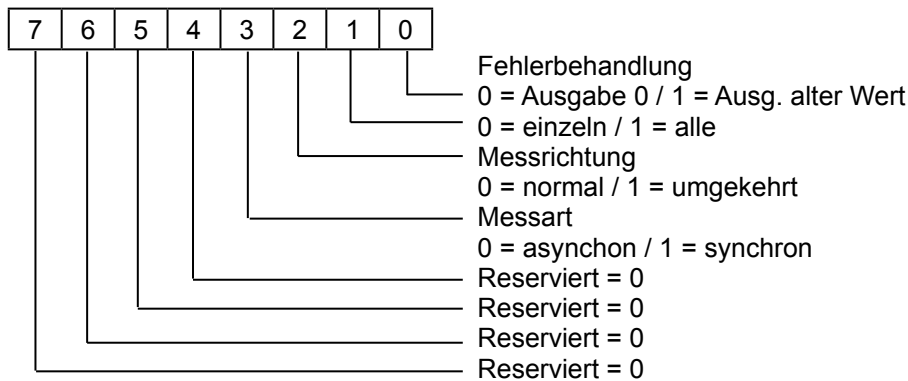 7 6 5 4 3 2 1 0
Fehlerbehandlung
0 = Ausgabe 0 / 1 = Ausg. alter Wert
0 = einzeln / 1 = alle
Messrichtung
0 = normal / 1 = umgekehrt
Messart
0 = asynchon / 1 = synchron
Reserviert = 0
Reserviert = 0
Reserviert = 0
Reserviert = 0